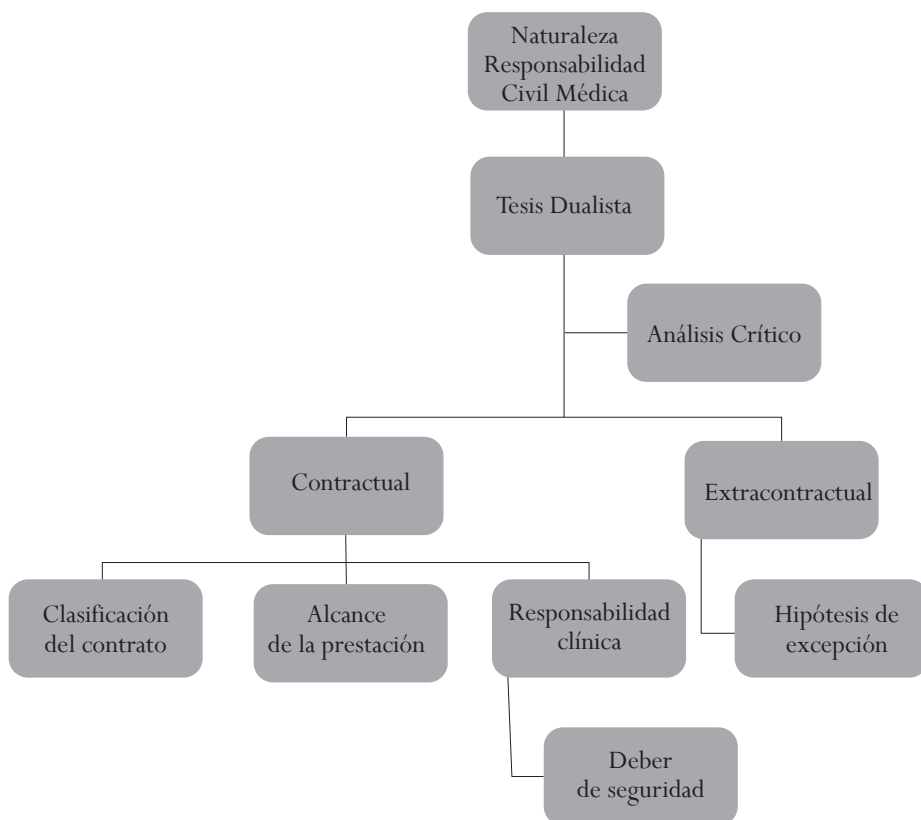 Naturaleza
Responsabilidad
Civil Médica
Tesis Dualista
Análisis Crítico
Contractual
Extracontractual
Clasificación
del contrato
Alcance
de la prestación
Responsabilidad
clínica
Hipótesis de
excepción
Deber
de seguridad